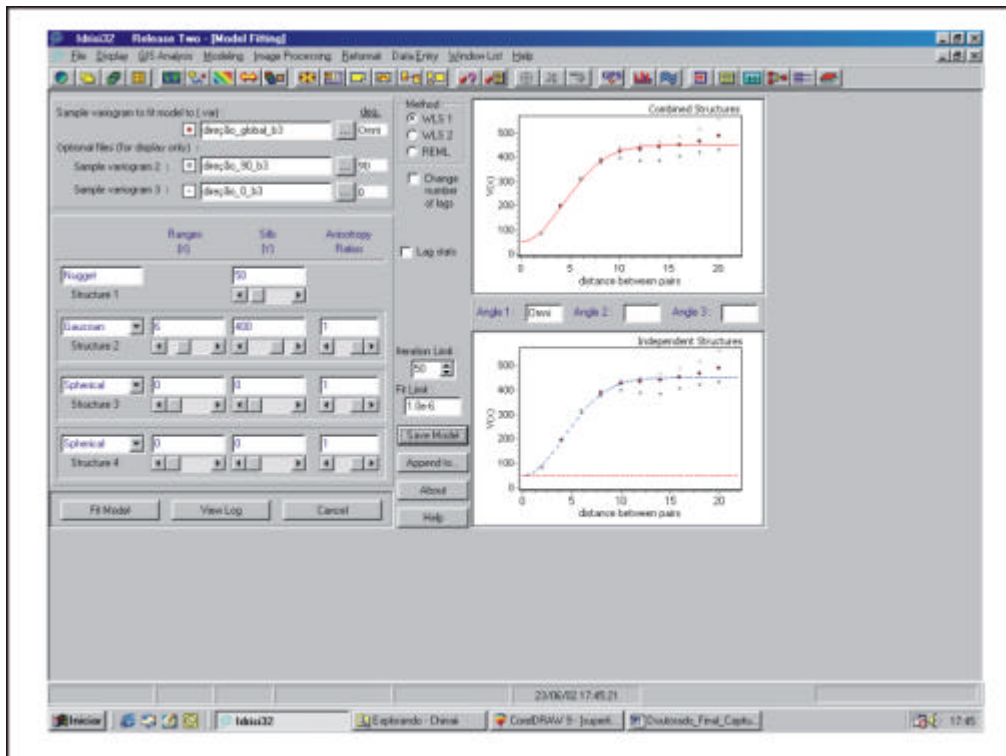 Idrisi32 Release Two - [Model Fitting]
File Display GIS Analysis Modeling Image Processing Reformat Data Entry Window List Help
Sample variogram to fit model to (.var) deg.
direção_global_b3 ... Omni
Optional files (for display only) :
Sample variogram 2 : direção_90_b3 ... 90
Sample variogram 3 : direção_0_b3 ... 0
Method
WLS 1
WLS 2
REML
Change
number
of lags
Lag stats
Ranges Sills Anisotropy
(X) (Y) Ratios
Nugget 50
Structure 1
Gaussian 6 400 1
Structure 2
Spherical 0 0 1
Structure 3
Spherical 0 0 1
Structure 4
Fit Model View Log Cancel
Iteration Limit
50
Fit Limit
1.0e-6
Save Model
Append to...
About
Help
Combined Structures
V(x)
500
400
300
200
100
0
0 5 10 15 20
distance between pairs
Angle 1 : Omni Angle 2 : Angle 3 :
Independent Structures
V(x)
500
400
300
200
100
0
0 5 10 15 20
distance between pairs
23/06/02 17:45:21
Iniciar Idrisi32 Explorando - CorelDRAW 9 - Doutorado_Final_ 17:45